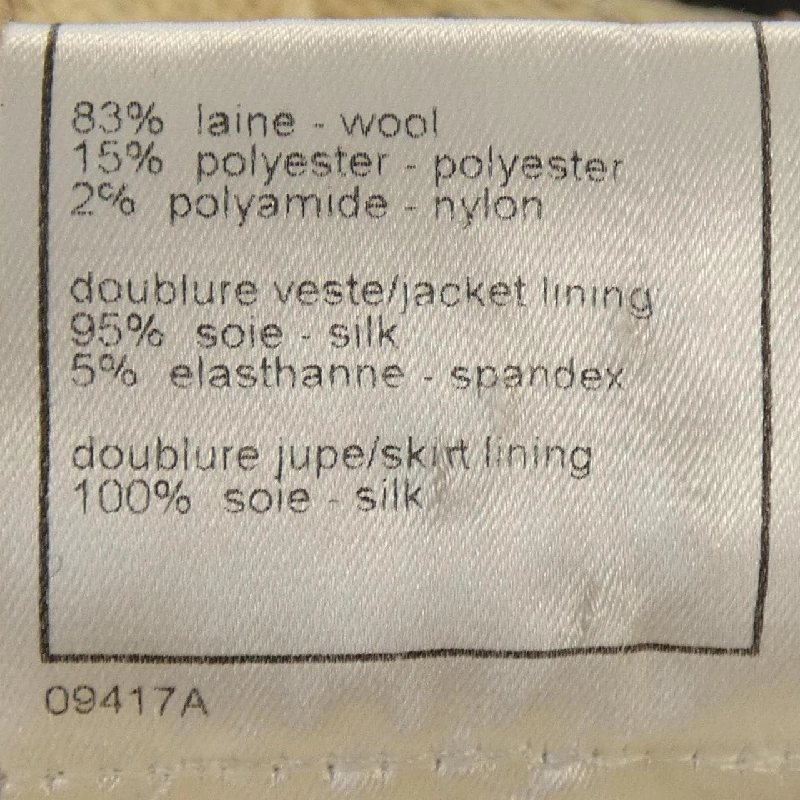 83% laine - wool
15% polyester - polyester
2% polyamide - nylon
doublure veste/jacket lining
95% soie - silk
5% elasthanne - spandex
doublure jupe/skirt lining
100% soie - silk
09417A